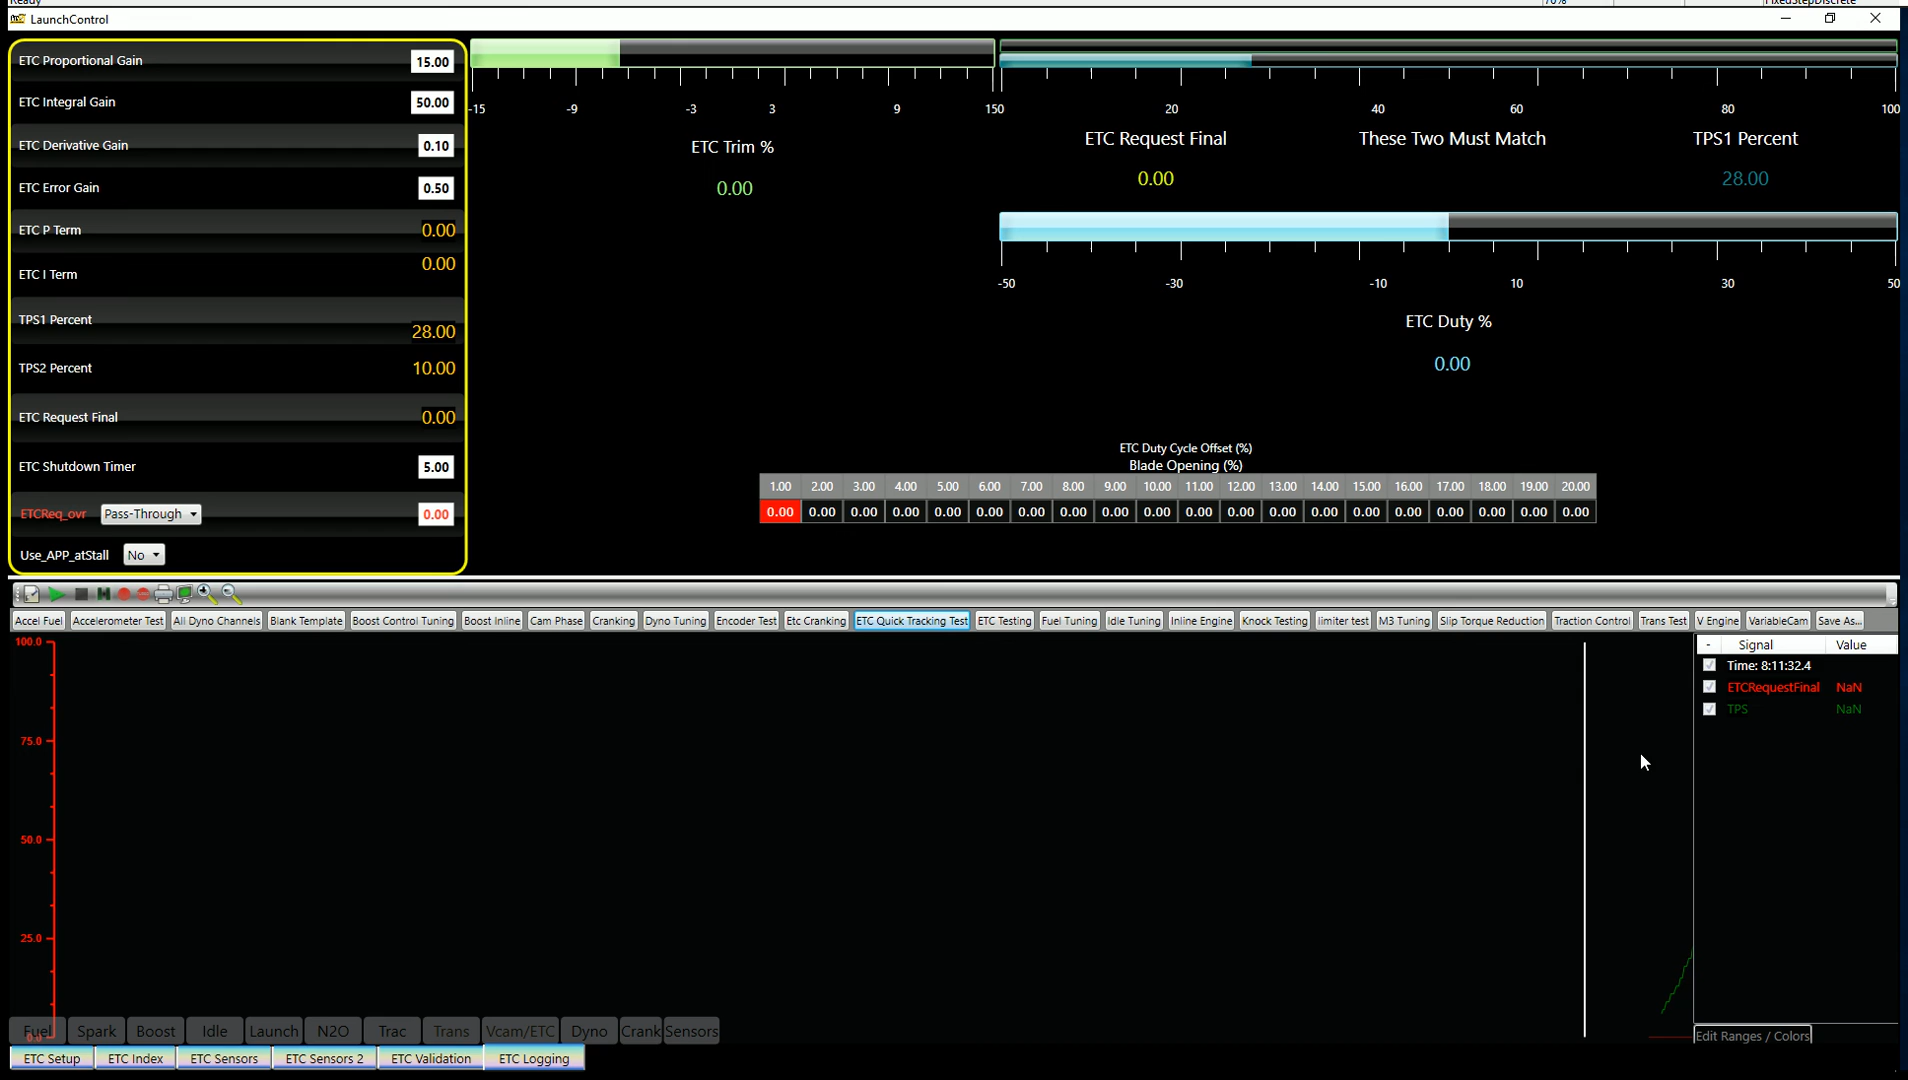 Ready
70%
FixedStepDiscrete
LaunchControl
ETC Proportional Gain 15.00
ETC Integral Gain 50.00
ETC Derivative Gain 0.10
ETC Error Gain 0.50
ETC P Term 0.00
ETC I Term 0.00
TPS1 Percent 28.00
TPS2 Percent 10.00
ETC Request Final 0.00
ETC Shutdown Timer 5.00
ETCReq_ovr Pass-Through 0.00
Use_APP_atStall No
-15 -9 -3 3 9 150 20 40 60 80 100
ETC Trim %
0.00
ETC Request Final These Two Must Match TPS1 Percent
0.00 28.00
-50 -30 -10 10 30 50
ETC Duty %
0.00
ETC Duty Cycle Offset (%)
Blade Opening (%)
1.00 2.00 3.00 4.00 5.00 6.00 7.00 8.00 9.00 10.00 11.00 12.00 13.00 14.00 15.00 16.00 17.00 18.00 19.00 20.00
0.00 0.00 0.00 0.00 0.00 0.00 0.00 0.00 0.00 0.00 0.00 0.00 0.00 0.00 0.00 0.00 0.00 0.00 0.00 0.00
Accel Fuel Accelerometer Test All Dyno Channels Blank Template Boost Control Tuning Boost Inline Cam Phase Cranking Dyno Tuning Encoder Test Etc Cranking ETC Quick Tracking Test ETC Testing Fuel Tuning Idle Tuning Inline Engine Knock Testing limiter test M3 Tuning Slip Torque Reduction Traction Control Trans Test V Engine VariableCam Save As...
100.0
75.0
50.0
25.0
0.0
- Signal Value
Time: 8:11:32.4
ETCRequestFinal NaN
TPS NaN
Edit Ranges / Colors
Fuel Spark Boost Idle Launch N2O Trac Trans Vcam/ETC Dyno Crank Sensors
ETC Setup ETC Index ETC Sensors ETC Sensors 2 ETC Validation ETC Logging